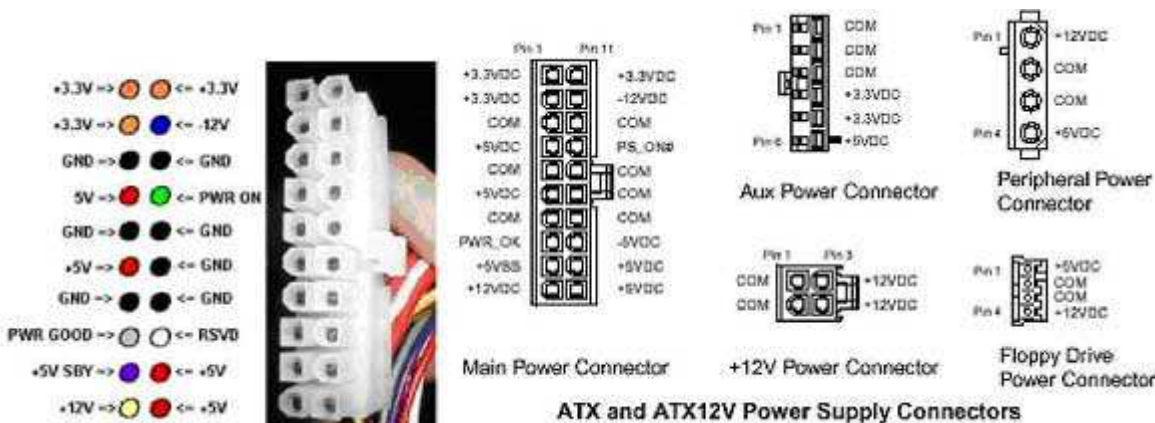 +3.3V => <= +3.3V
+3.3V => <= -12V
GND => <= GND
5V => <= PWR ON
GND => <= GND
+5V => <= GND
GND => <= GND
PWR GOOD => <= RSVD
+5V SBY => <= +5V
+12V => <= +5V
Pin 1 Pin 11
+3.3VDC +3.3VDC
+3.3VDC -12VDC
COM COM
+5VDC PS_ON#
COM COM
+5VDC COM
COM COM
PWR_OK -5VDC
+5VSB +5VDC
+12VDC +5VDC
Main Power Connector
Pin 1 COM
COM
COM
+3.3VDC
+3.3VDC
Pin 6 +5VDC
Aux Power Connector
Pin 1 +12VDC
COM
COM
Pin 4 +5VDC
Peripheral Power
Connector
Pin 1 Pin 3
COM +12VDC
COM +12VDC
+12V Power Connector
Pin 1 +5VDC
COM
COM
Pin 4 +12VDC
Floppy Drive
Power Connector
ATX and ATX12V Power Supply Connectors